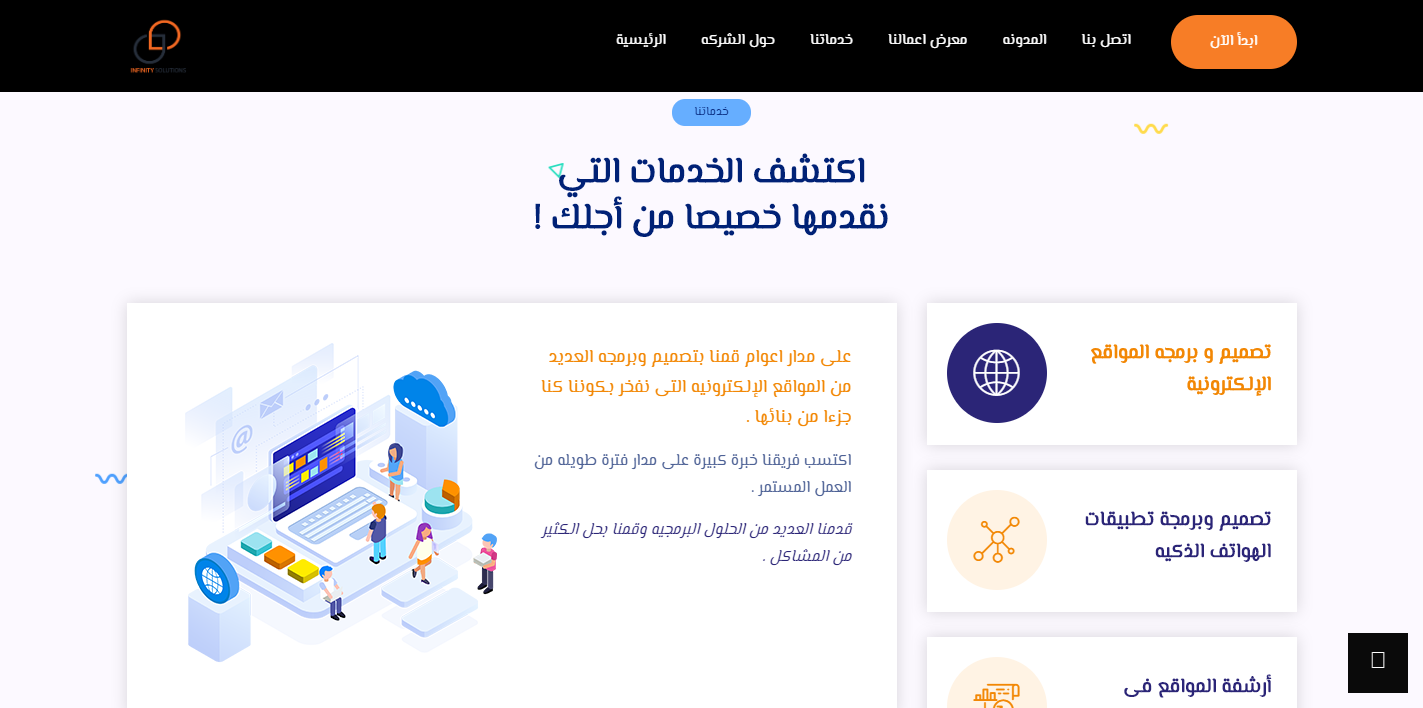 ابدأ الآن
اتصل بنا
المدونه
معرض اعمالنا
خدماتنا
حول الشركه
الرئيسية
INFINITY SOLUTIONS
خدماتنا
اكتشف الخدمات التي
نقدمها خصيصا من أجلك !
تصميم و برمجه المواقع
الإلكترونية
تصميم وبرمجة تطبيقات
الهواتف الذكيه
أرشفة المواقع فى
على مدار اعوام قمنا بتصميم وبرمجه العديد
من المواقع الإلكترونيه التى نفخر بكوننا كنا
جزءا من بنائها .
اكتسب فريقنا خبرة كبيرة على مدار فترة طويله من
العمل المستمر .
قدمنا العديد من الحلول البرمجيه وقمنا بحل الكثير
من المشاكل .